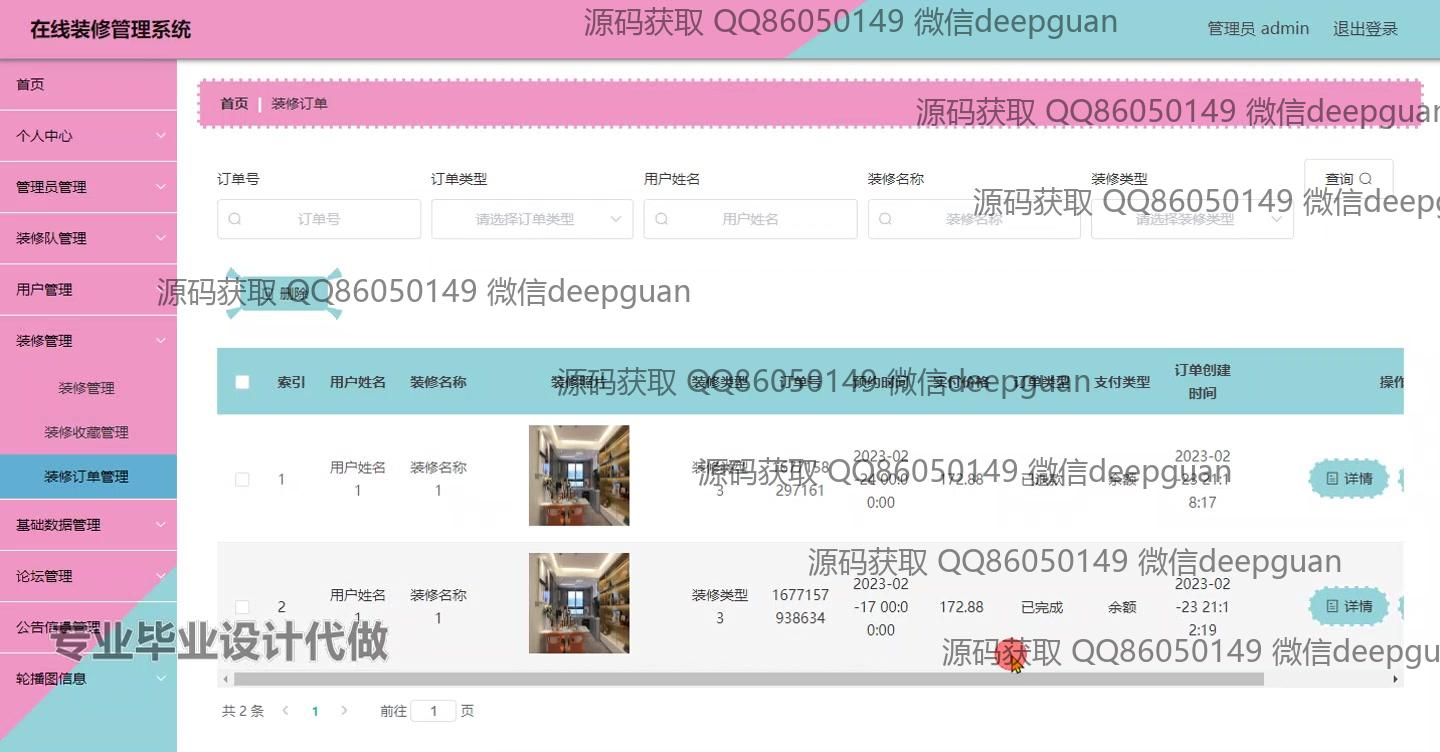 在线装修管理系统
源码获取 QQ86050149 微信deepguan
管理员 admin
退出登录
首页
个人中心
管理员管理
装修队管理
用户管理
装修管理
装修管理
装修收藏管理
装修订单管理
基础数据管理
论坛管理
公告信息管理
轮播图信息
首页 | 装修订单
源码获取 QQ86050149 微信deepguan
订单号 订单类型 用户姓名 装修名称 装修类型
查询
订单号 请选择订单类型 用户姓名 装修名称 请选择装修类型
源码获取 QQ86050149 微信deepg
删除
源码获取 QQ86050149 微信deepguan
索引 用户姓名 装修名称 装修照片 装修类型 订单号 预约时间 实付价格 订单类型 支付类型 订单创建时间 操作
源码获取 QQ86050149 微信deepguan
1 用户姓名1 装修名称1 装修类型3 1677158297161 2023-02-24 00:00:00 172.88 已退款 余额 2023-02-23 21:18:17 详情
源码获取 QQ86050149 微信deepguan
2 用户姓名1 装修名称1 装修类型3 1677157938634 2023-02-17 00:00:00 172.88 已完成 余额 2023-02-23 21:12:19 详情
源码获取 QQ86050149 微信deepguan
专业毕业设计代做
源码获取 QQ86050149 微信deepgu
共 2 条 1 前往 1 页